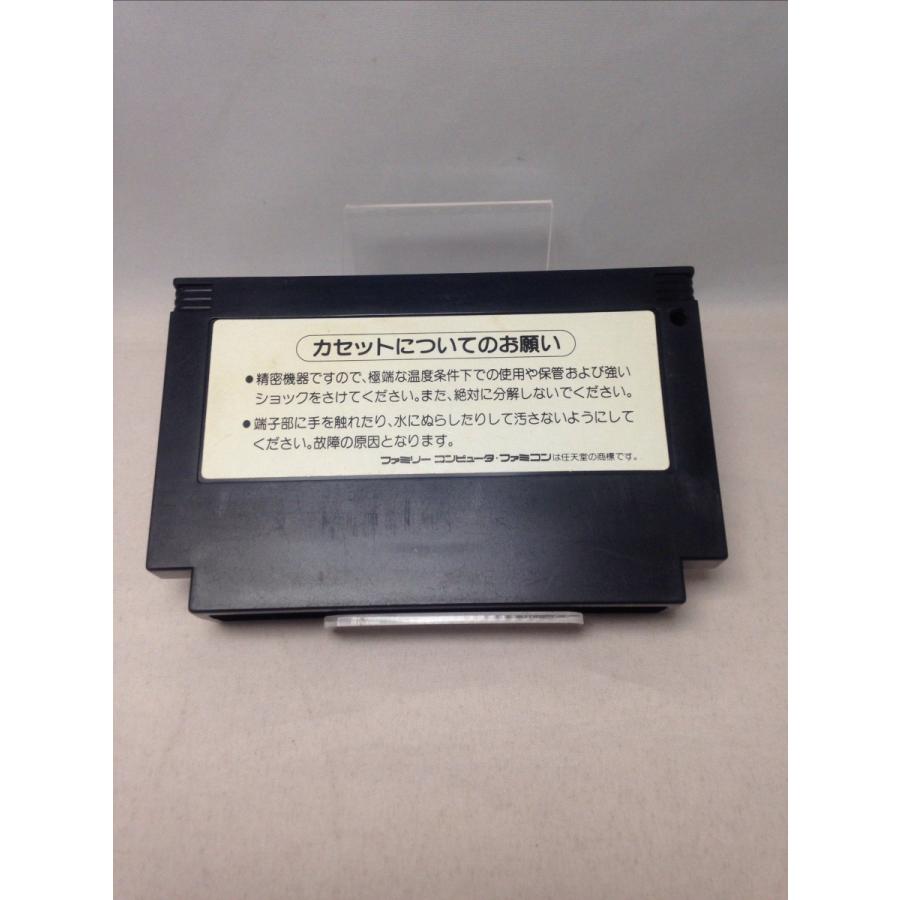 カセットについてのお願い
●精密機器ですので、極端な温度条件下での使用や保管および強い
ショックをさけてください。また、絶対に分解しないでください。
●端子部に手を触れたり、水にぬらしたりして汚さないようにして
ください。故障の原因となります。
ファミリー コンピュータ・ファミコンは任天堂の商標です。